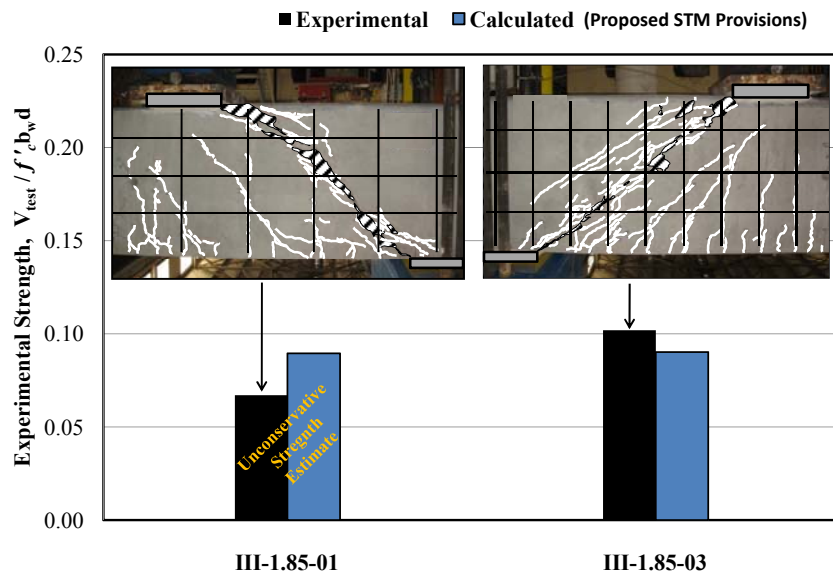 Experimental Calculated (Proposed STM Provisions)
Experimental Strength, V_test / f'_c b_w d
0.25
0.20
0.15
0.10
0.05
0.00
Unconservative
Stregnth
Estimate
III-1.85-01 III-1.85-03